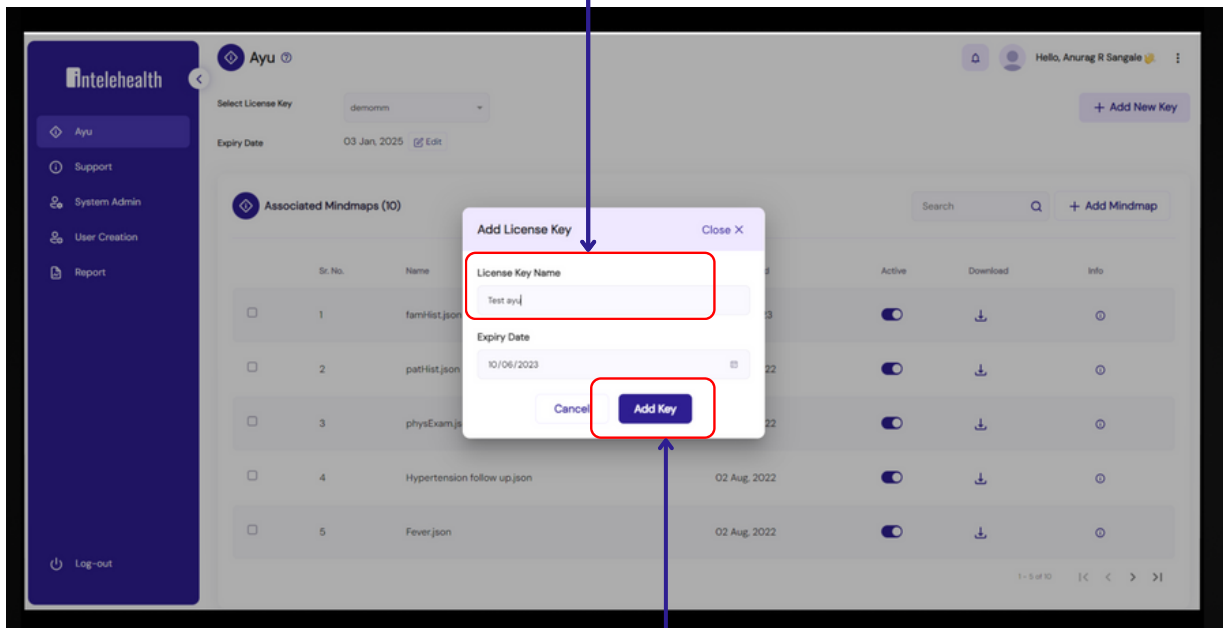 intelehealth
Ayu
Support
System Admin
User Creation
Report
Log-out
Ayu
Hello, Anurag R Sangale
Select License Key
demomm
+ Add New Key
Expiry Date
03 Jan, 2025
Edit
Associated Mindmaps (10)
Search
+ Add Mindmap
Add License Key
Close X
License Key Name
Test ayu
Expiry Date
10/06/2023
Cancel
Add Key
Sr. No. Name Active Download Info
1 famHist.json
2 patHist.json 22
3 physExam.js 22
4 Hypertension follow up.json 02 Aug, 2022
5 Fever.json 02 Aug, 2022
1 - 5 of 10